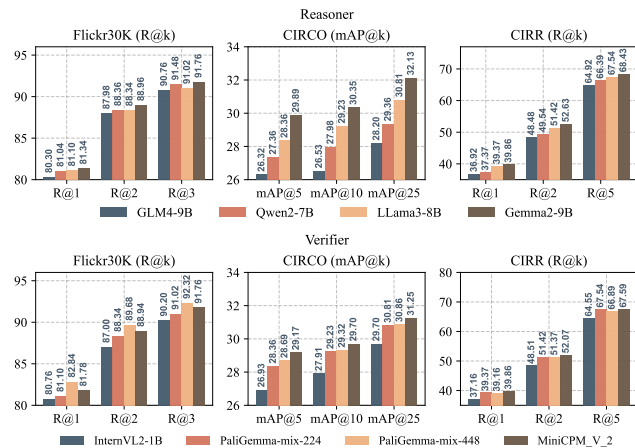 Reasoner
Flickr30K (R@k)
CIRCO (mAP@k)
CIRR (R@k)
95
90
85
80
80.30
81.04
81.10
81.34
87.98
88.36
88.34
88.96
90.76
91.48
91.02
91.76
R@1
R@2
R@3
34
32
30
28
26
26.32
27.36
28.36
29.89
26.53
27.98
29.23
30.35
28.20
29.36
30.81
32.13
mAP@5
mAP@10
mAP@25
70
60
50
40
36.92
37.37
39.37
39.86
48.48
49.54
51.42
52.63
64.92
66.39
67.54
68.43
R@1
R@2
R@5
GLM4-9B
Qwen2-7B
LLama3-8B
Gemma2-9B
Verifier
Flickr30K (R@k)
CIRCO (mAP@k)
CIRR (R@k)
95
90
85
80
80.76
81.10
82.84
81.78
87.00
88.34
89.68
88.94
90.20
91.02
92.32
91.76
R@1
R@2
R@3
34
32
30
28
26
26.93
28.36
28.69
29.17
27.91
29.23
29.32
29.70
29.70
30.81
30.86
31.25
mAP@5
mAP@10
mAP@25
80
70
60
50
40
37.16
39.37
39.16
39.86
48.51
51.42
51.37
52.07
64.55
67.54
66.89
67.59
R@1
R@2
R@5
InternVL2-1B
PaliGemma-mix-224
PaliGemma-mix-448
MiniCPM_V_2